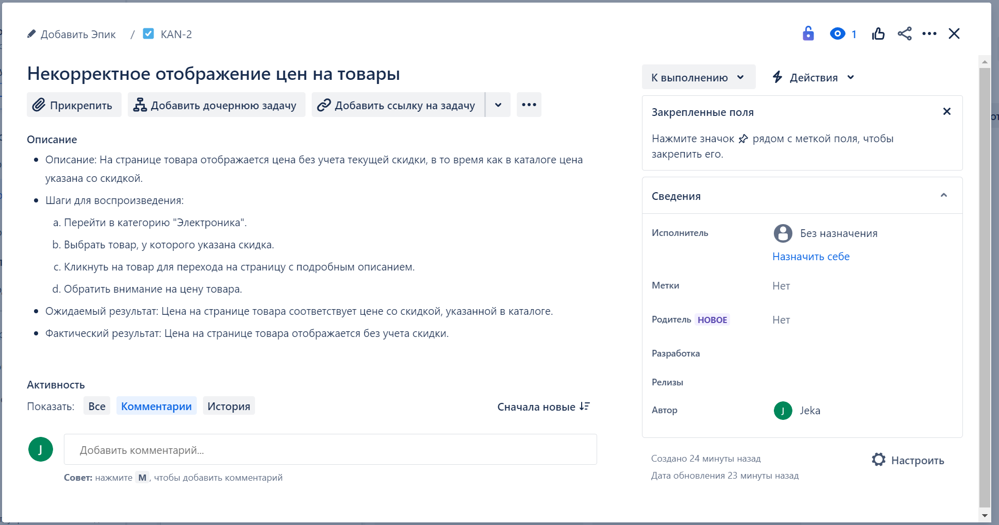 Добавить Эпик / KAN-2
1
Некорректное отображение цен на товары
Прикрепить
Добавить дочернюю задачу
Добавить ссылку на задачу
Описание
• Описание: На странице товара отображается цена без учета текущей скидки, в то время как в каталоге цена
указана со скидкой.
• Шаги для воспроизведения:
a. Перейти в категорию "Электроника".
b. Выбрать товар, у которого указана скидка.
c. Кликнуть на товар для перехода на страницу с подробным описанием.
d. Обратить внимание на цену товара.
• Ожидаемый результат: Цена на странице товара соответствует цене со скидкой, указанной в каталоге.
• Фактический результат: Цена на странице товара отображается без учета скидки.
Активность
Показать: Все Комментарии История
Сначала новые
J
Добавить комментарий...
Совет: нажмите M, чтобы добавить комментарий
К выполнению
Действия
Закрепленные поля
Нажмите значок рядом с меткой поля, чтобы
закрепить его.
Сведения
Исполнитель
Без назначения
Назначить себе
Метки
Нет
Родитель НОВОЕ
Нет
Разработка
Релизы
Автор
J Jeka
Создано 24 минуты назад
Дата обновления 23 минуты назад
Настроить